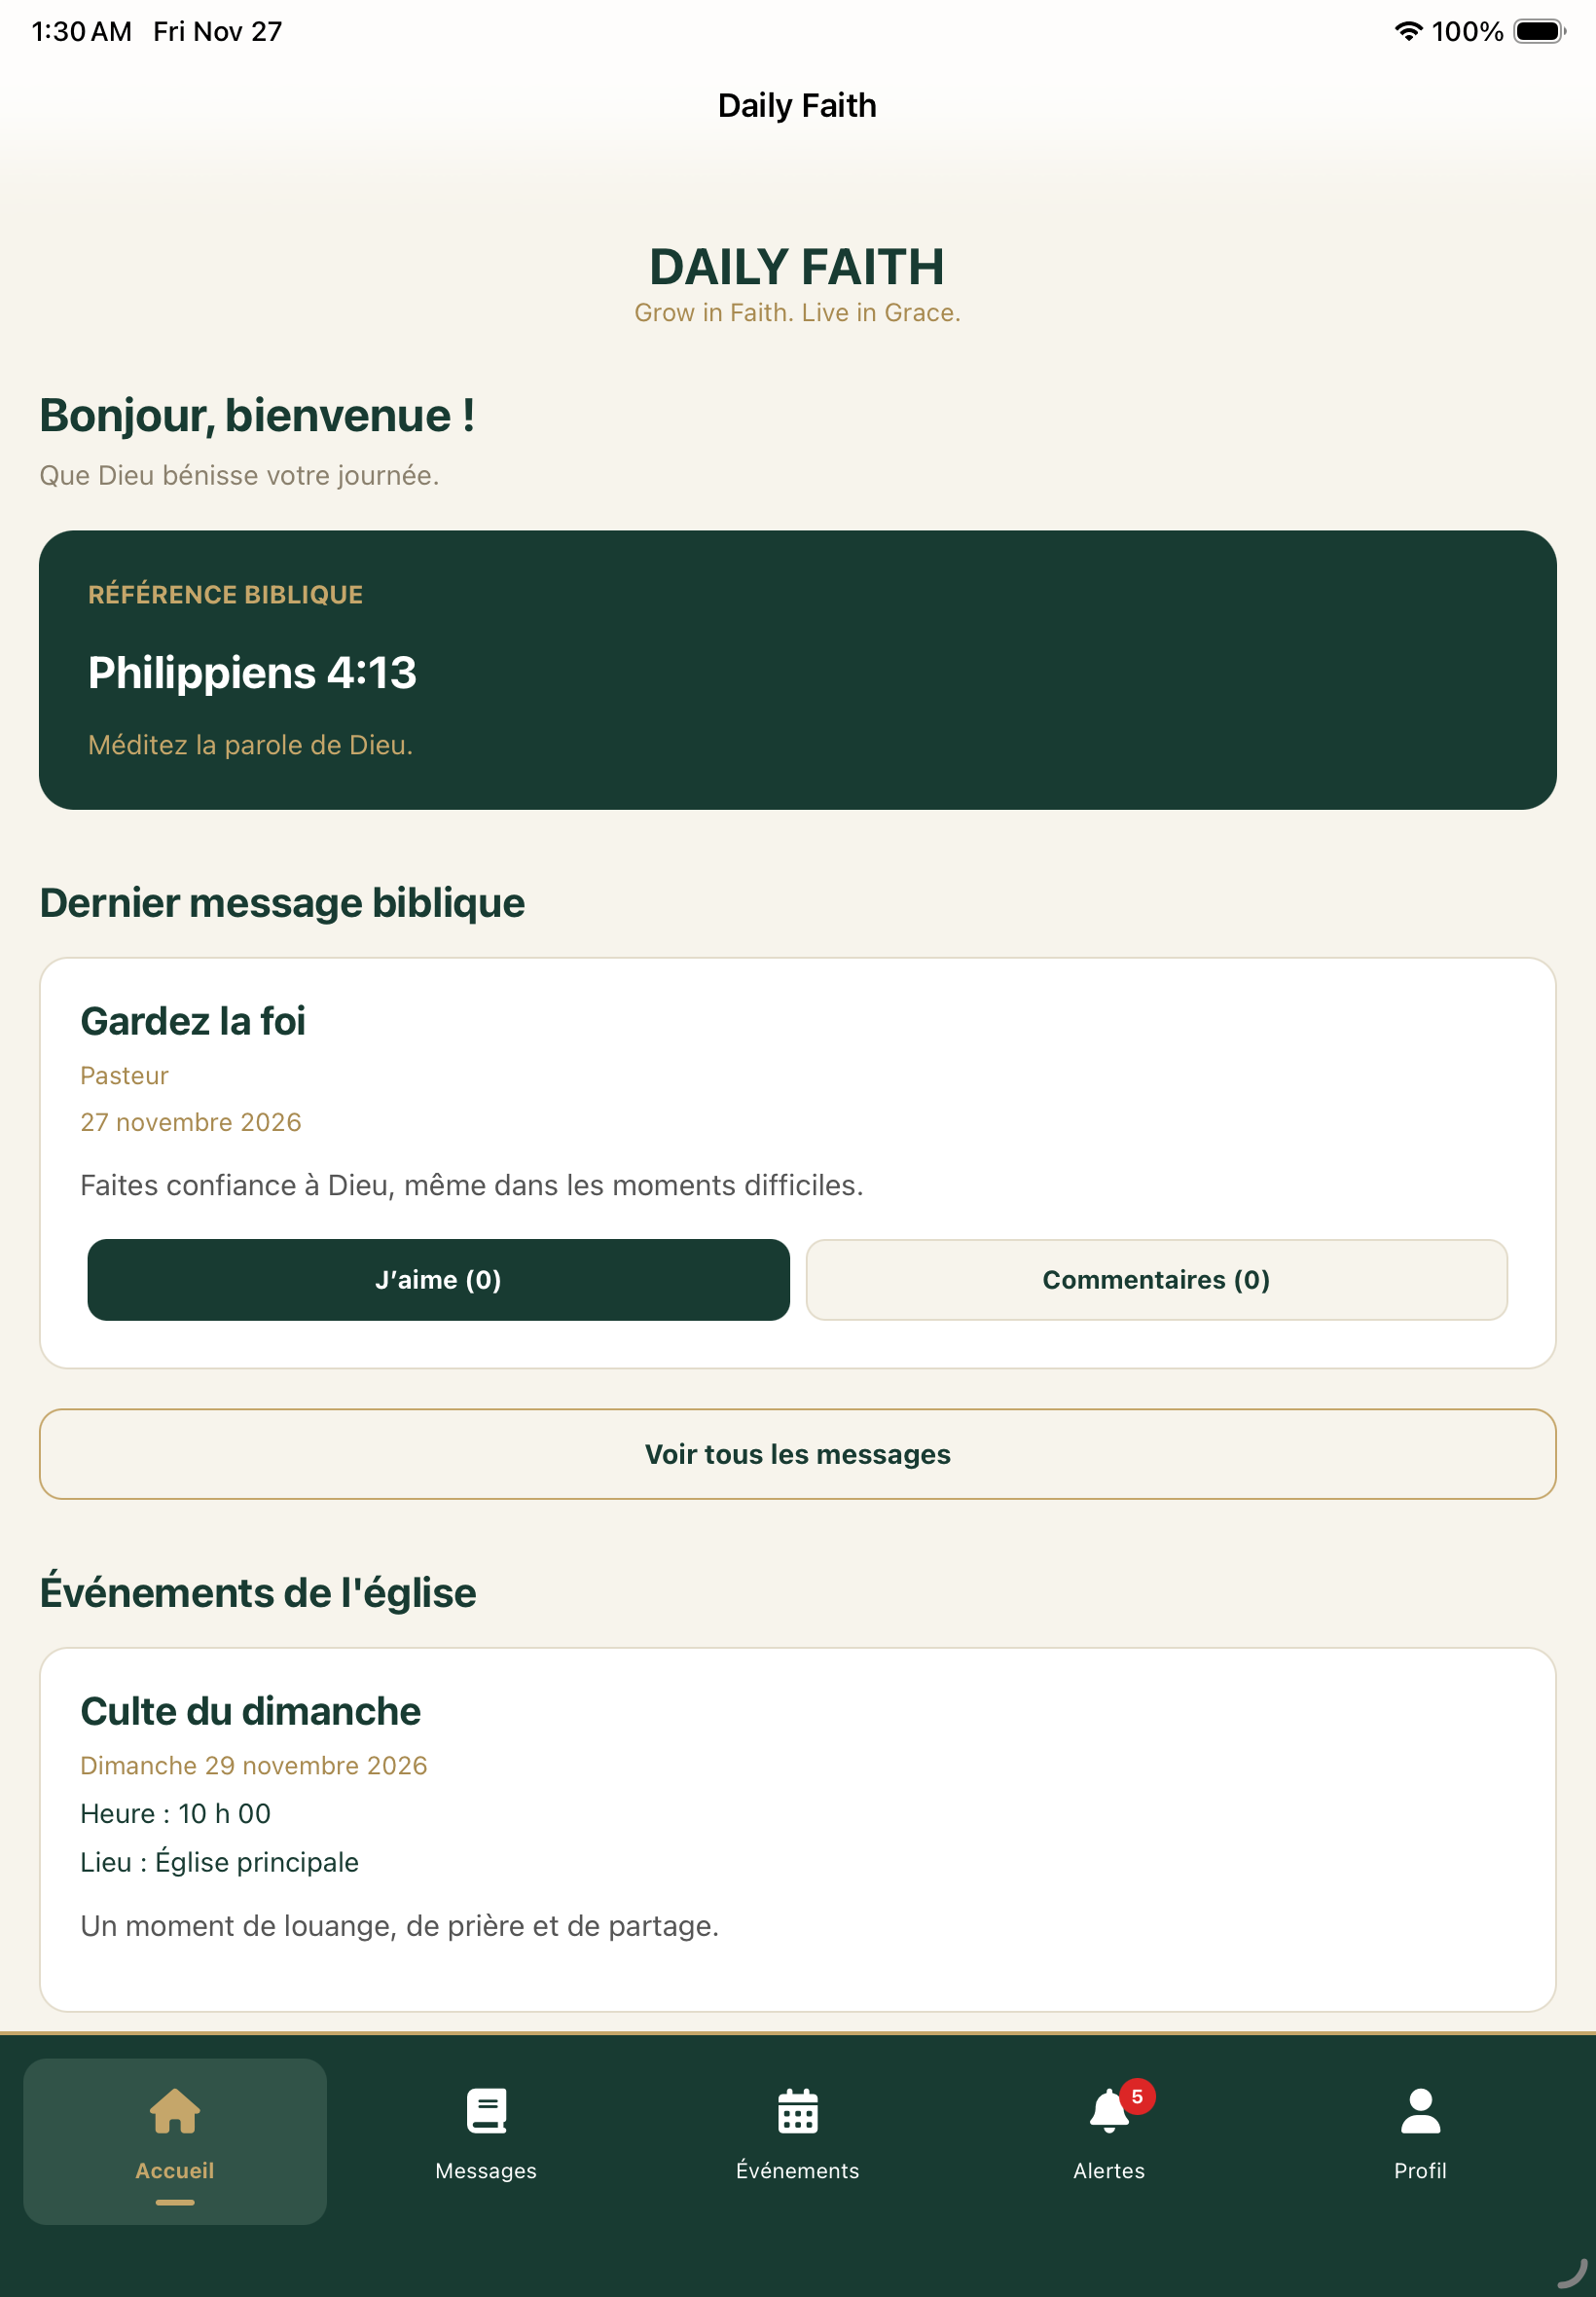 1:30 AM Fri Nov 27
100%
Daily Faith
DAILY FAITH
Grow in Faith. Live in Grace.
Bonjour, bienvenue !
Que Dieu bénisse votre journée.
RÉFÉRENCE BIBLIQUE
Philippiens 4:13
Méditez la parole de Dieu.
Dernier message biblique
Gardez la foi
Pasteur
27 novembre 2026
Faites confiance à Dieu, même dans les moments difficiles.
J’aime (0)
Commentaires (0)
Voir tous les messages
Événements de l'église
Culte du dimanche
Dimanche 29 novembre 2026
Heure : 10 h 00
Lieu : Église principale
Un moment de louange, de prière et de partage.
5
Accueil
Messages
Événements
Alertes
Profil